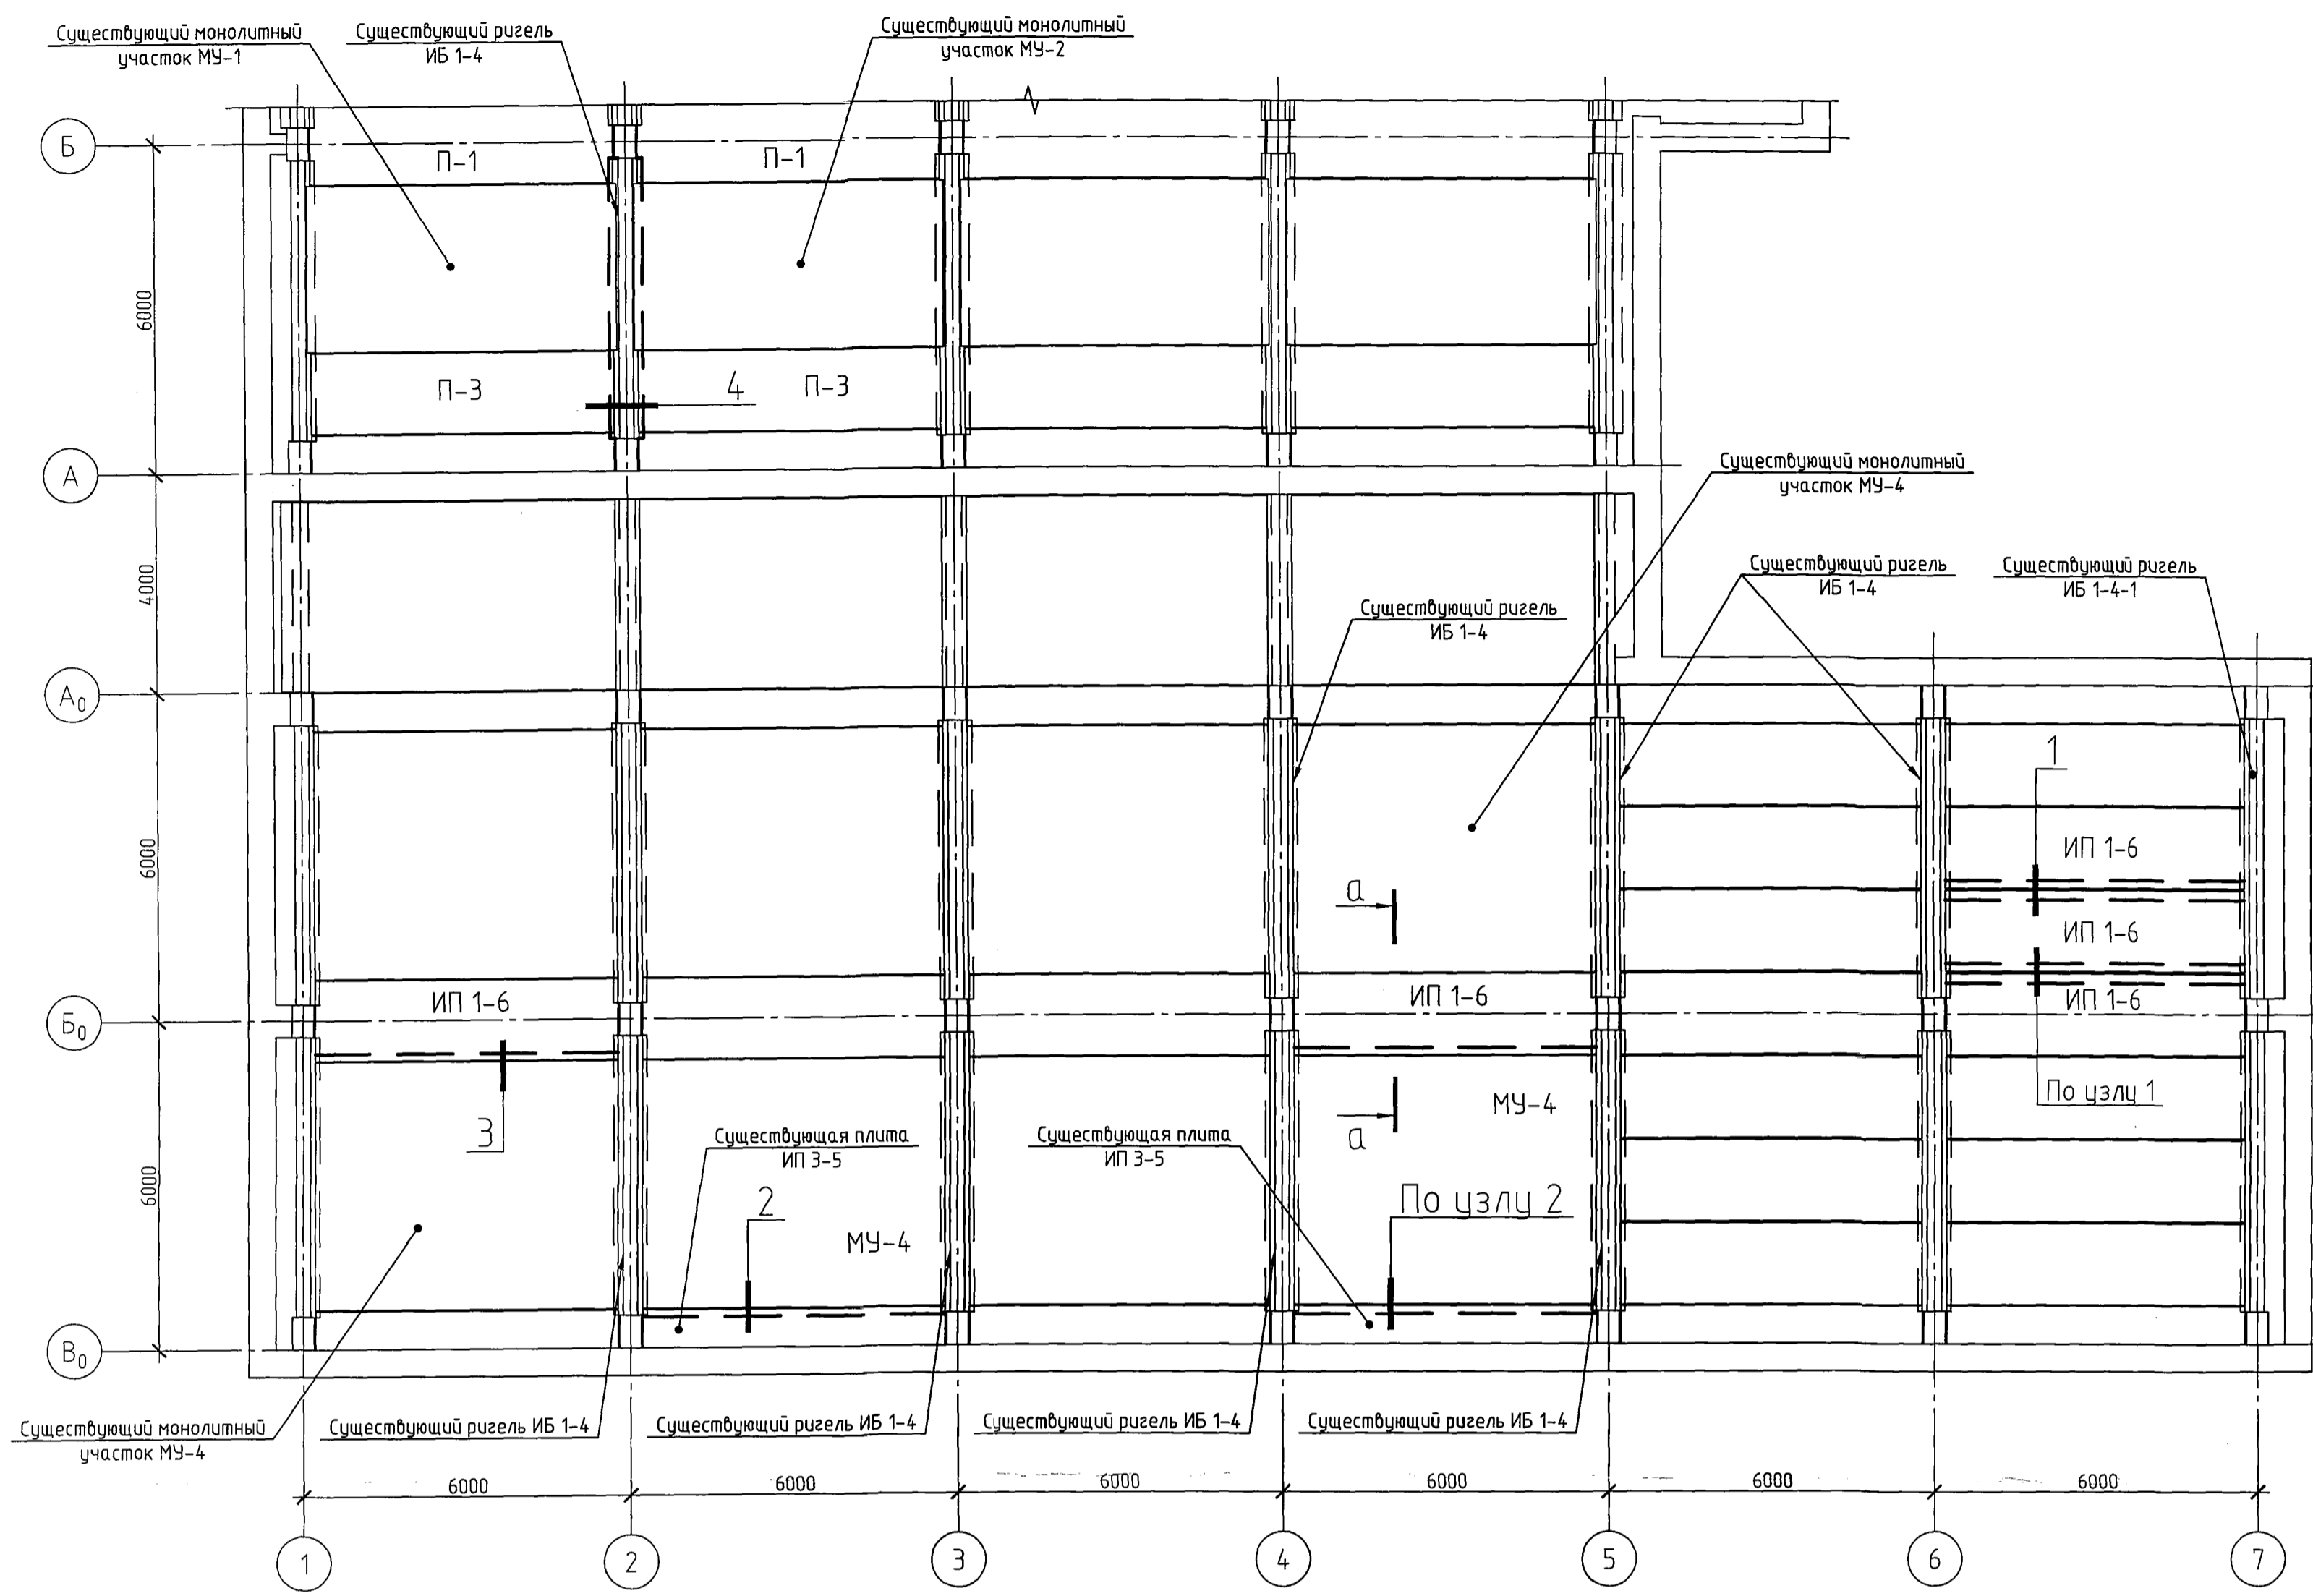 Существующий монолитный
участок МУ-1
Существующий ригель
ИБ 1-4
Существующий монолитный
участок МУ-2
Б
П-1
П-1
6000
П-3
4
П-3
А
Существующий монолитный
участок МУ-4
4000
Существующий ригель
ИБ 1-4
Существующий ригель
ИБ 1-4
Существующий ригель
ИБ 1-4-1
А0
1
6000
ИП 1-6
а
ИП 1-6
ИП 1-6
ИП 1-6
ИП 1-6
Б0
По узлу 1
МУ-4
3
а
Существующая плита
ИП 3-5
Существующая плита
ИП 3-5
6000
2
По узлу 2
МУ-4
В0
Существующий монолитный
участок МУ-4
Существующий ригель ИБ 1-4
Существующий ригель ИБ 1-4
Существующий ригель ИБ 1-4
Существующий ригель ИБ 1-4
6000
6000
6000
6000
6000
6000
1
2
3
4
5
6
7